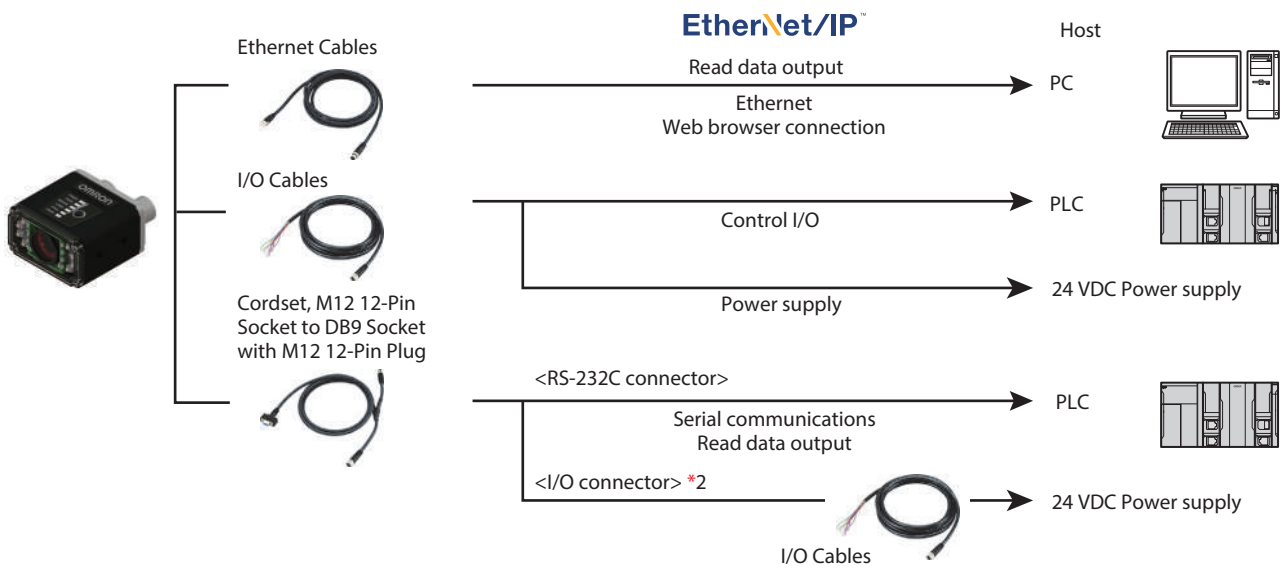 EtherNet/IP™
Host
Ethernet Cables
Read data output
PC
Ethernet
Web browser connection
OMRON
I/O Cables
PLC
Control I/O
24 VDC Power supply
Power supply
Cordset, M12 12-Pin
Socket to DB9 Socket
with M12 12-Pin Plug
<RS-232C connector>
PLC
Serial communications
Read data output
<I/O connector> *2
24 VDC Power supply
I/O Cables